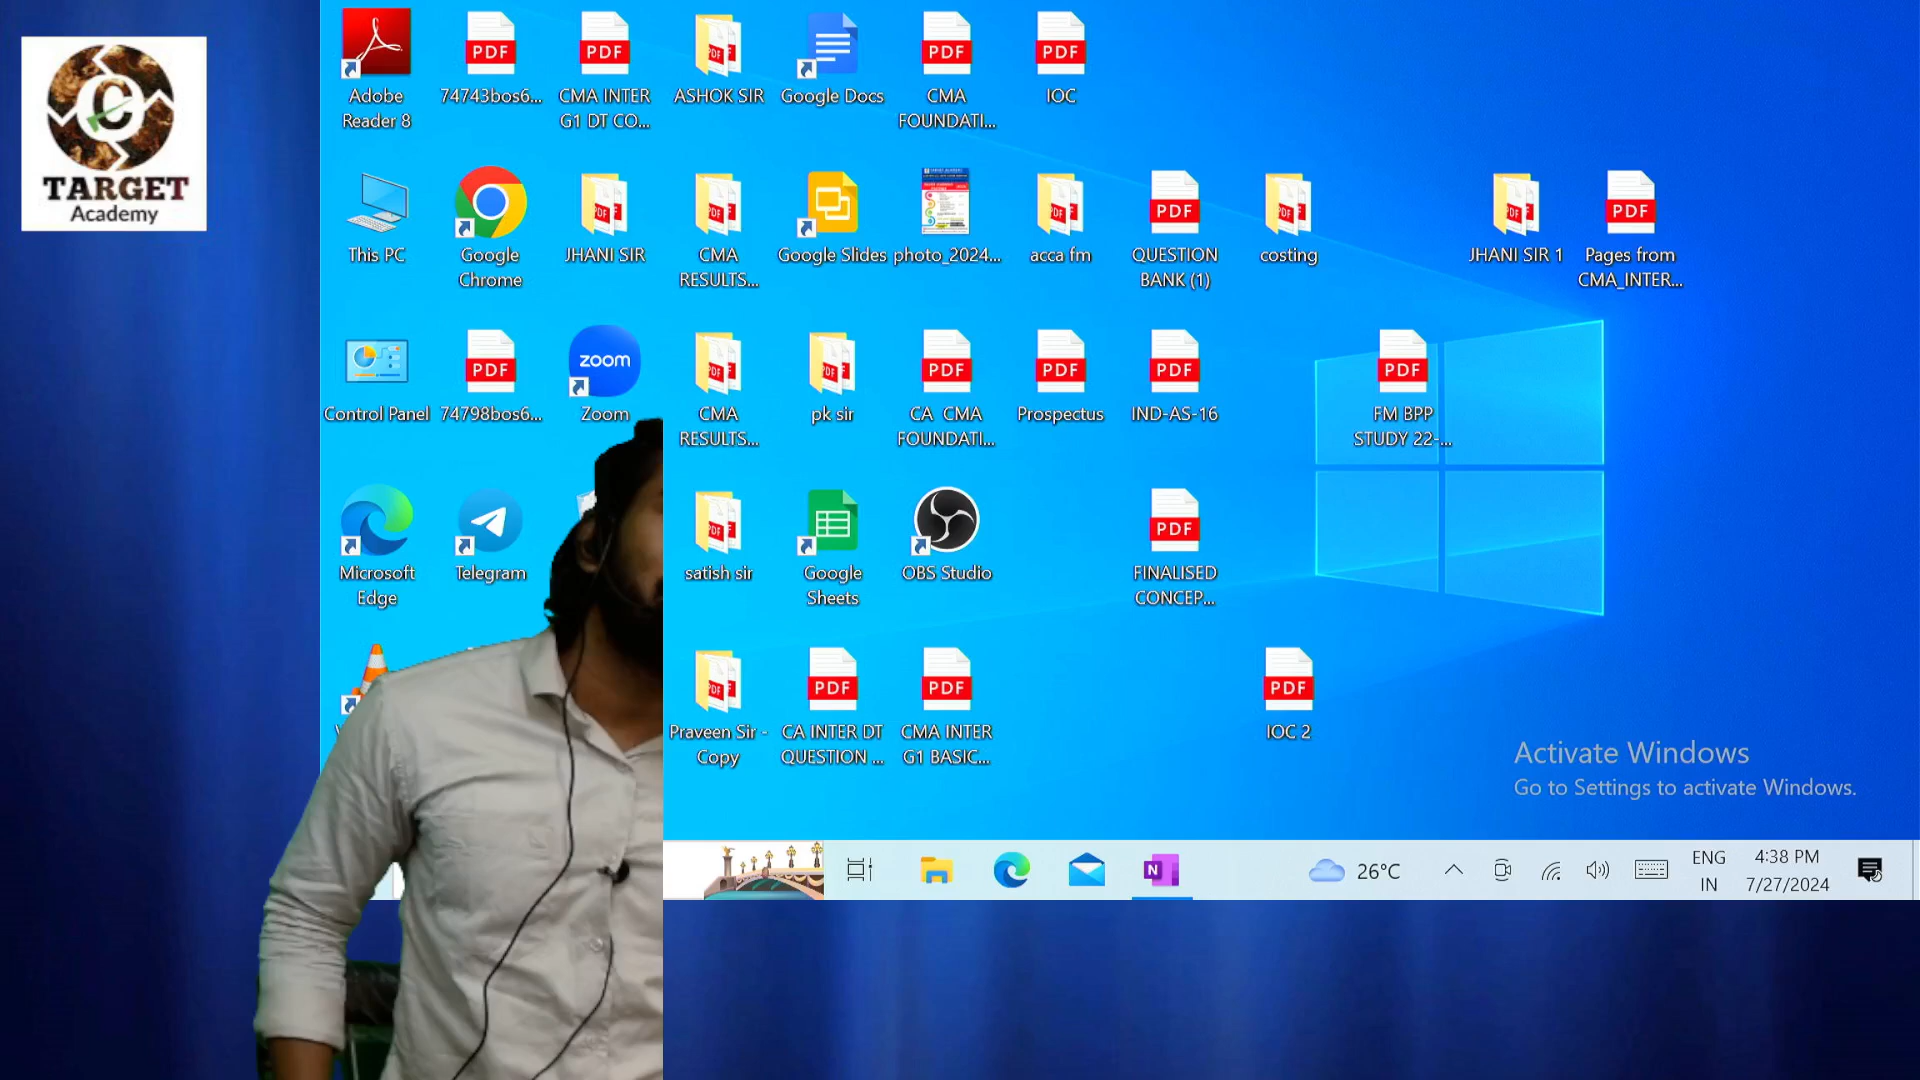 TARGET
Academy
Adobe
Reader 8
74743bos6...
CMA INTER
G1 DT CO...
ASHOK SIR
Google Docs
CMA
FOUNDATI...
IOC
This PC
Google
Chrome
JHANI SIR
CMA
RESULTS...
Google Slides
photo_2024...
acca fm
QUESTION
BANK (1)
costing
JHANI SIR 1
Pages from
CMA_INTER...
Control Panel
74798bos6...
zoom
Zoom
CMA
RESULTS...
pk sir
CA CMA
FOUNDATI...
Prospectus
IND-AS-16
FM BPP
STUDY 22-...
Microsoft
Edge
Telegram
satish sir
Google
Sheets
OBS Studio
FINALISED
CONCEP...
Praveen Sir -
Copy
CA INTER DT
QUESTION ...
CMA INTER
G1 BASIC...
IOC 2
Activate Windows
Go to Settings to activate Windows.
26°C
ENG
IN
4:38 PM
7/27/2024